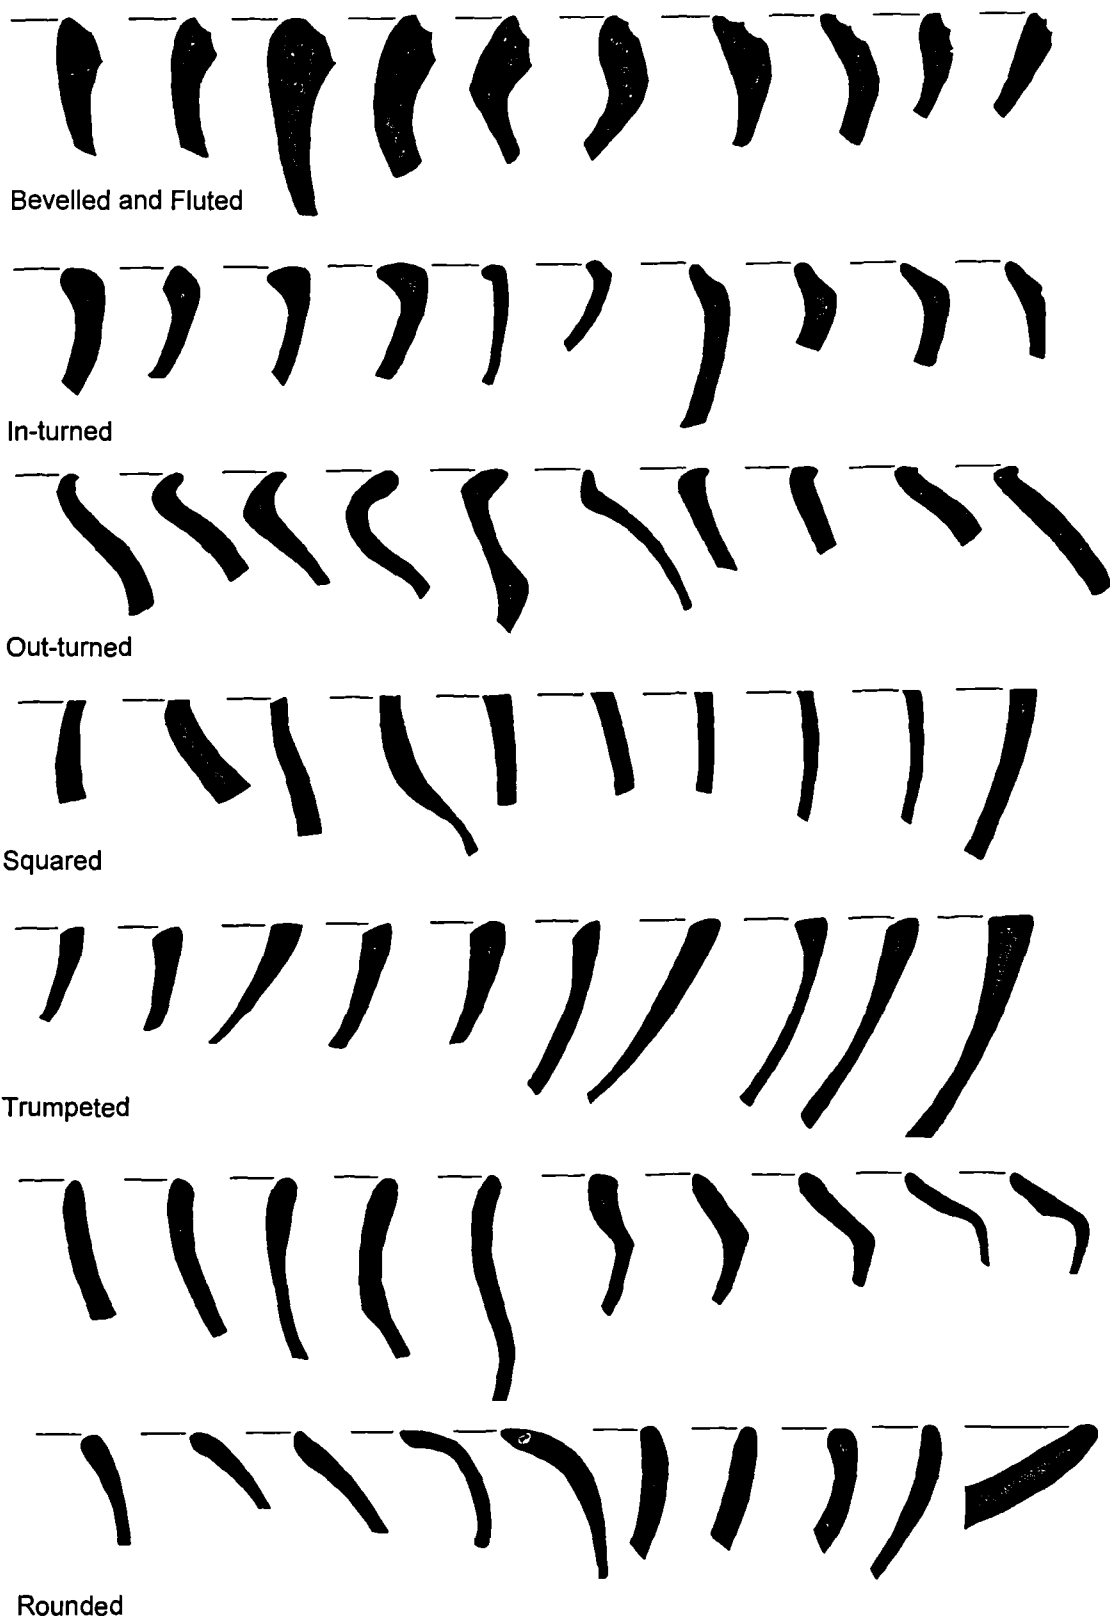 Bevelled and Fluted
In-turned
Out-turned
Squared
Trumpeted
Rounded